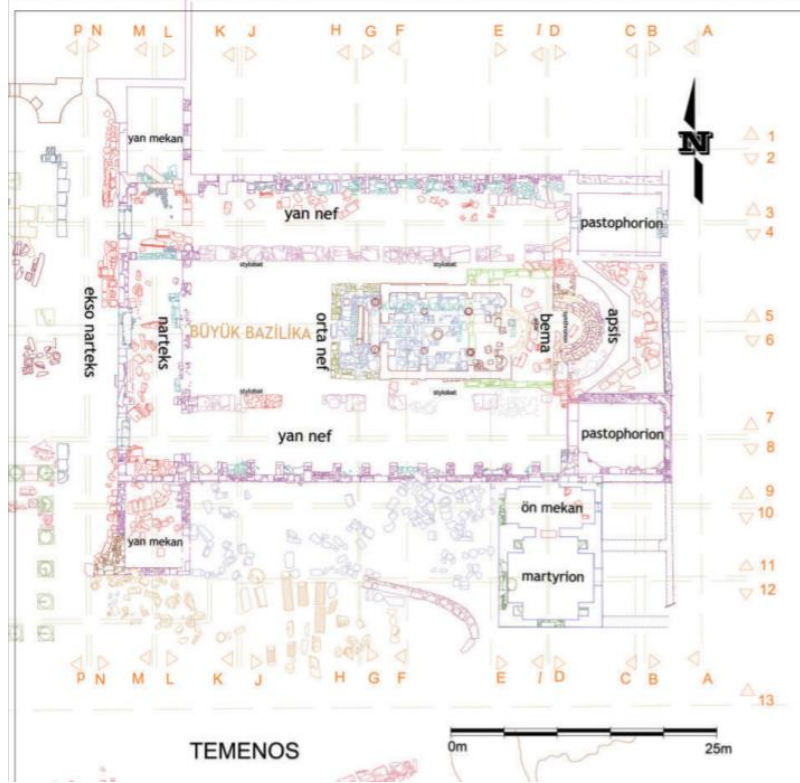 P N M L K J H G F E I D C B A
N
1
2
yan mekan
3
4
yan nef
pastophorion
stylobat stylobat
5
6
ekso narteks
narteks
BÜYÜK BAZİLİKA
orta nef
bema
apsis
stylobat stylobat
7
8
yan nef
pastophorion
9
10
ön mekan
yan mekan
11
12
martyrion
P N M L K J H G F E I D C B A
13
TEMENOS
0m 25m